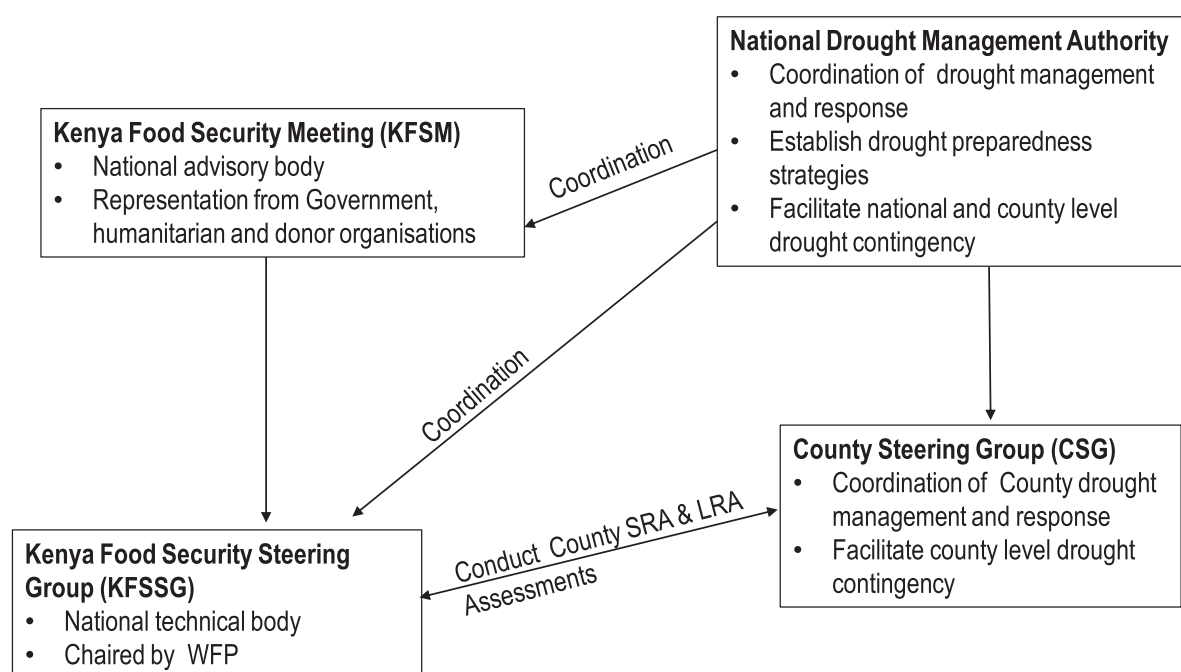 National Drought Management Authority
• Coordination of drought management
and response
• Establish drought preparedness
strategies
• Facilitate national and county level
drought contingency
Kenya Food Security Meeting (KFSM)
• National advisory body
• Representation from Government,
humanitarian and donor organisations
Coordination
Coordination
County Steering Group (CSG)
• Coordination of County drought
management and response
• Facilitate county level drought
contingency
Conduct County SRA & LRA
Assessments
Kenya Food Security Steering
Group (KFSSG)
• National technical body
• Chaired by WFP